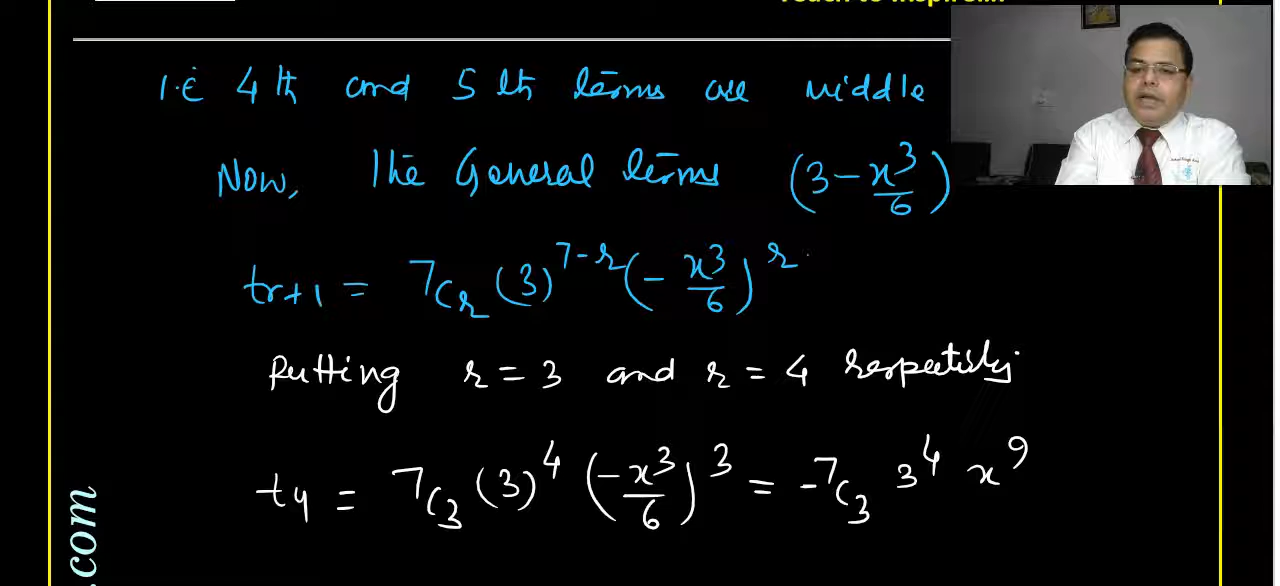 i.e 4th and 5th terms are middle
Now, The General terms (3 - x³/6)
tr+1 = 7Cr (3)^7-r (- x³/6)^r
Putting r = 3 and r = 4 respectively
t4 = 7C3 (3)^4 (-x³/6)^3 = -7C3 3^4 x^9
.com